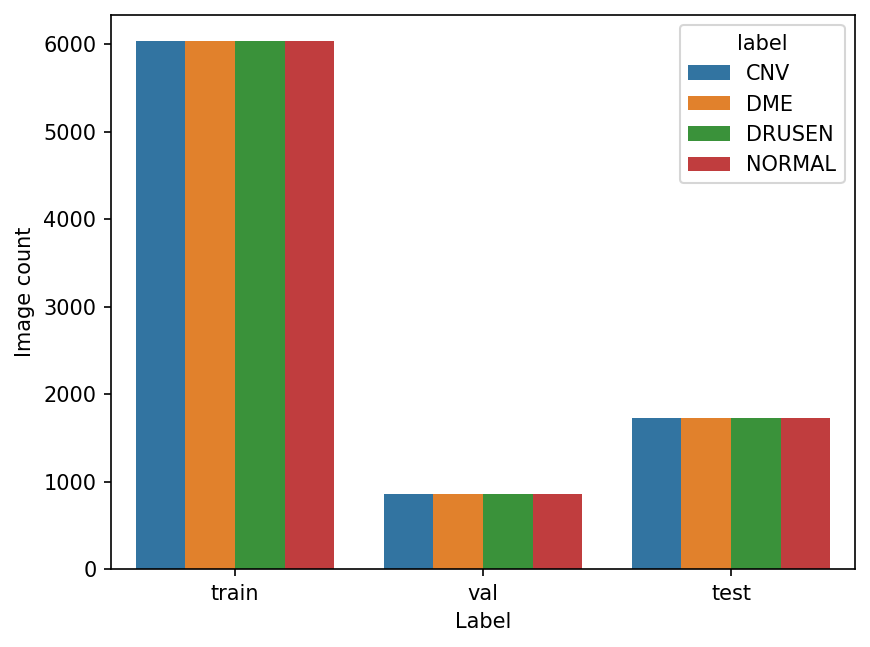 label
CNV
DME
DRUSEN
NORMAL
Image count
6000
5000
4000
3000
2000
1000
0
train val test
Label